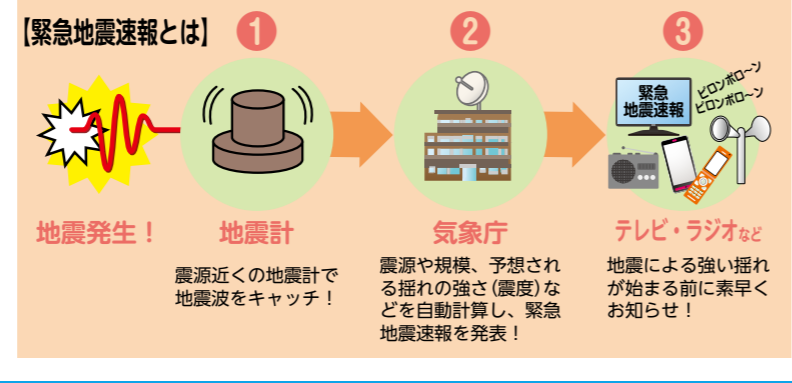 【緊急地震速報とは】
1
2
3
緊急
地震速報
ピロンポロ〜ン
ピロンポロ〜ン
地震発生！
地震計
震源近くの地震計で
地震波をキャッチ！
気象庁
震源や規模、予想され
る揺れの強さ（震度）な
どを自動計算し、緊急
地震速報を発表！
テレビ・ラジオなど
地震による強い揺れ
が始まる前に素早く
お知らせ！